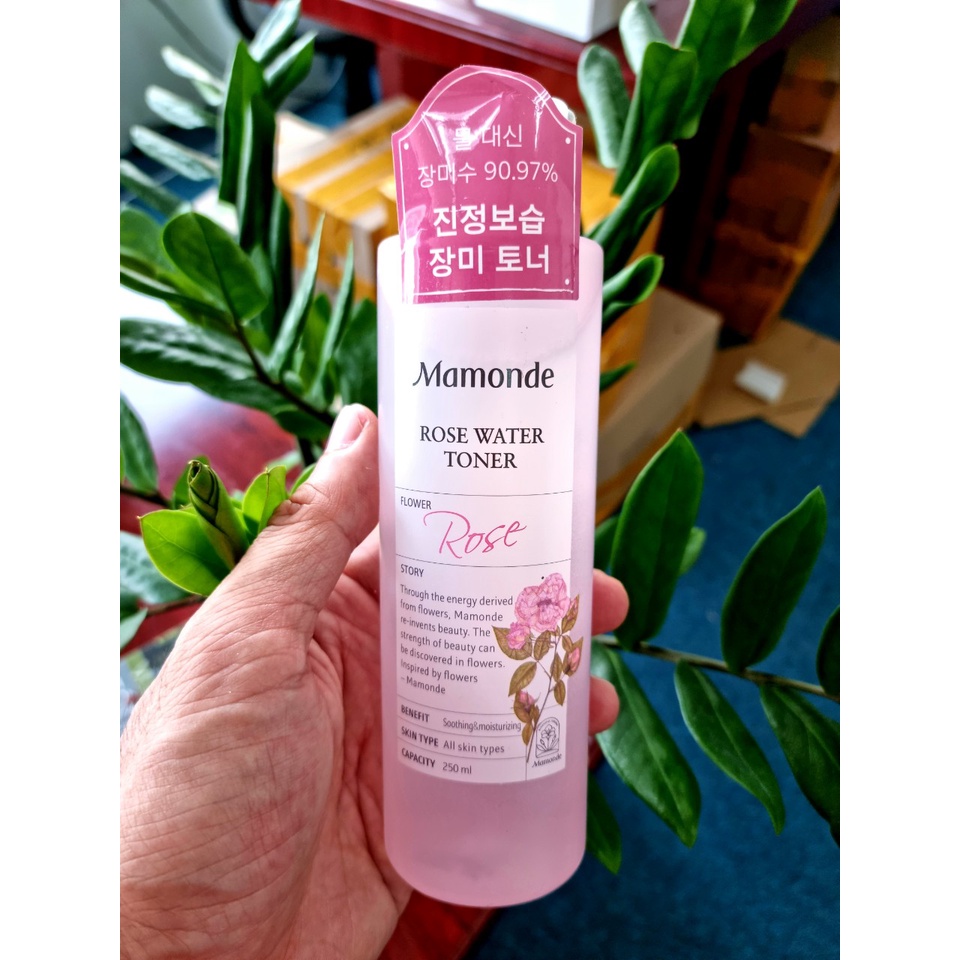 물 대신
장미수 90.97%
진정보습
장미 토너
Mamonde
ROSE WATER
TONER
FLOWER
Rose
STORY
Through the energy derived
from flowers, Mamonde
re-invents beauty. The
strength of beauty can
be discovered in flowers.
Inspired by flowers
– Mamonde
BENEFIT Soothing&moisturizing
SKIN TYPE All skin types
CAPACITY 250 ml
Mamonde